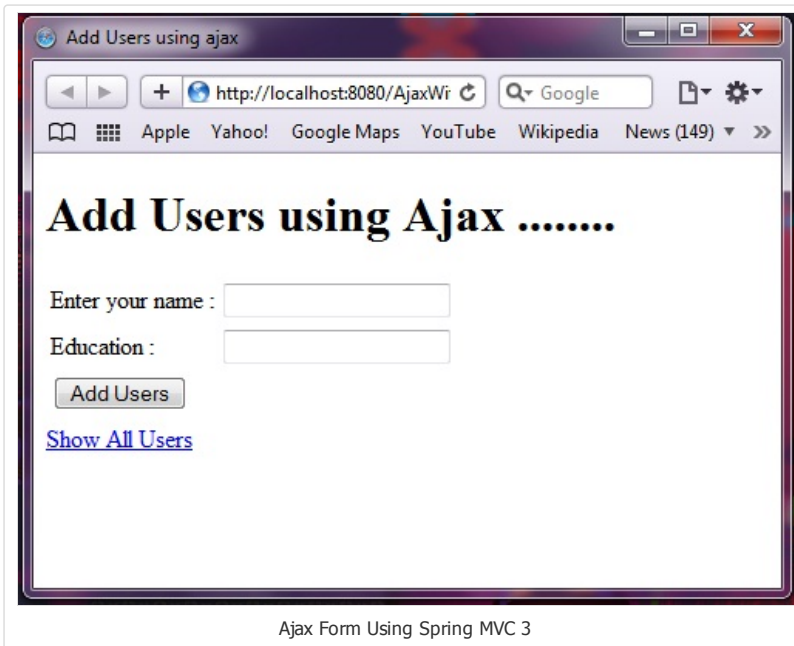 Add Users using ajax
http://localhost:8080/AjaxWi
Google
Apple Yahoo! Google Maps YouTube Wikipedia News (149)
Add Users using Ajax ........
Enter your name :
Education :
Add Users
Show All Users
Ajax Form Using Spring MVC 3